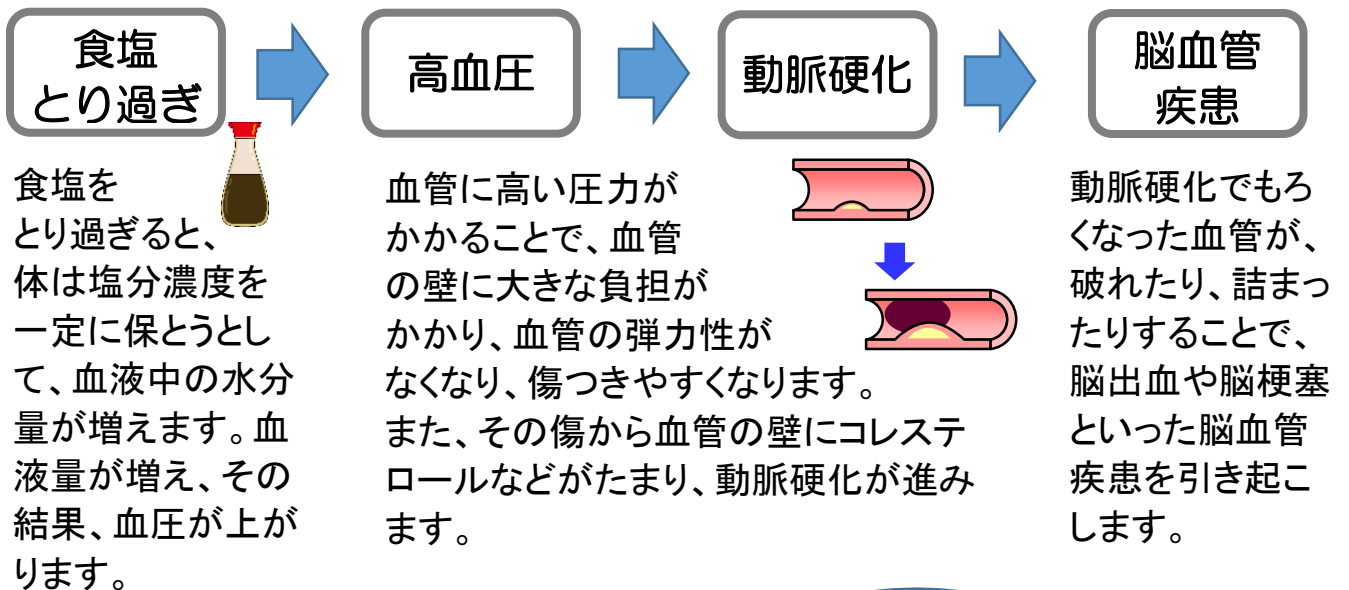 食塩
とり過ぎ
高血圧
動脈硬化
脳血管
疾患
食塩を
とり過ぎると、
体は塩分濃度を
一定に保とうとし
て、血液中の水分
量が増えます。血
液量が増え、その
結果、血圧が上が
ります。
血管に高い圧力が
かかることで、血管
の壁に大きな負担が
かかり、血管の弾力性が
なくなり、傷つきやすくなります。
また、その傷から血管の壁にコレステ
ロールなどがたまり、動脈硬化が進み
ます。
動脈硬化でもろ
くなった血管が、
破れたり、詰まっ
たりすることで、
脳出血や脳梗塞
といった脳血管
疾患を引き起こ
します。